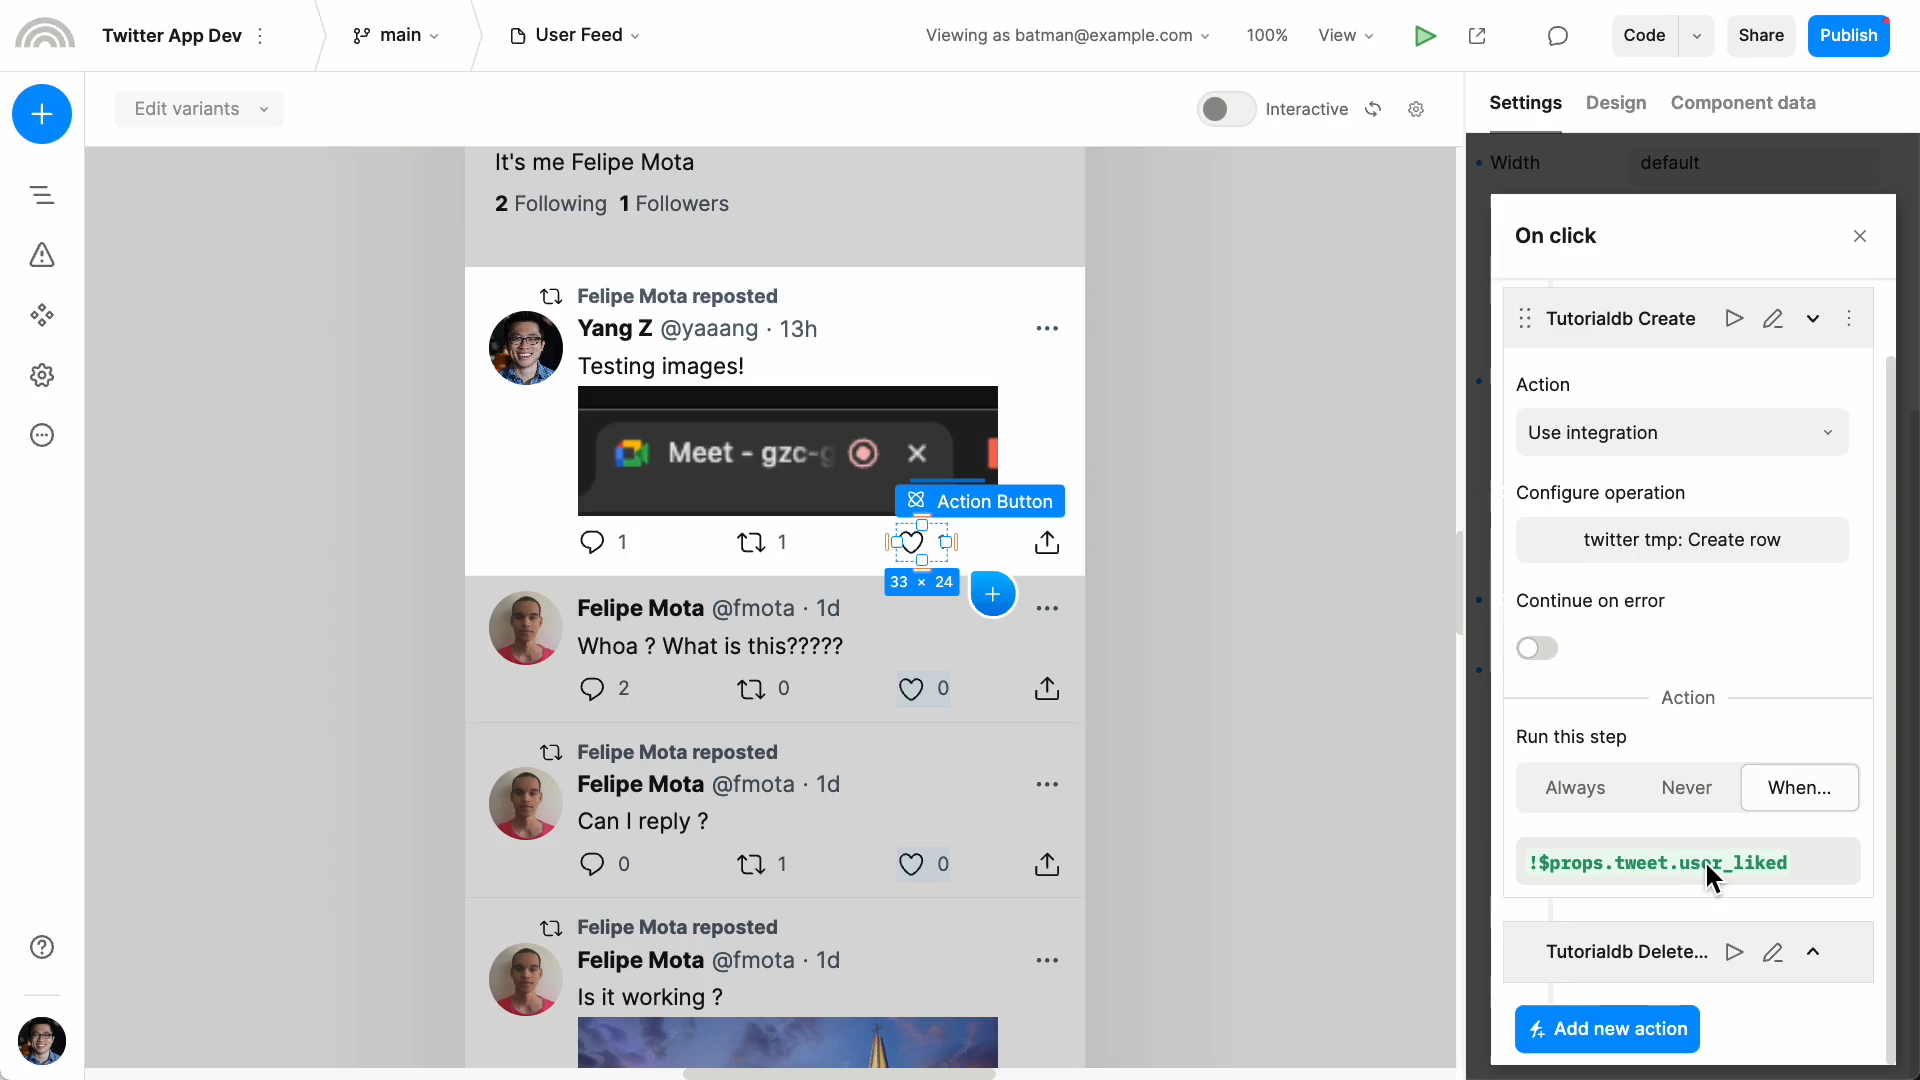 Twitter App Dev
main
User Feed
Viewing as batman@example.com
100%
View
Code
Share
Publish
Edit variants
Interactive
Settings
Design
Component data
Width
default
It's me Felipe Mota
2 Following 1 Followers
Felipe Mota reposted
Yang Z @yaaang · 13h
Testing images!
Meet - gzc-g
Action Button
1
1
33 × 24
Felipe Mota @fmota · 1d
Whoa ? What is this?????
2
0
0
Felipe Mota reposted
Felipe Mota @fmota · 1d
Can I reply ?
0
1
0
Felipe Mota reposted
Felipe Mota @fmota · 1d
Is it working ?
On click
Tutorialdb Create
Action
Use integration
Configure operation
twitter tmp: Create row
Continue on error
Action
Run this step
Always
Never
When...
!$props.tweet.user_liked
Tutorialdb Delete...
Add new action